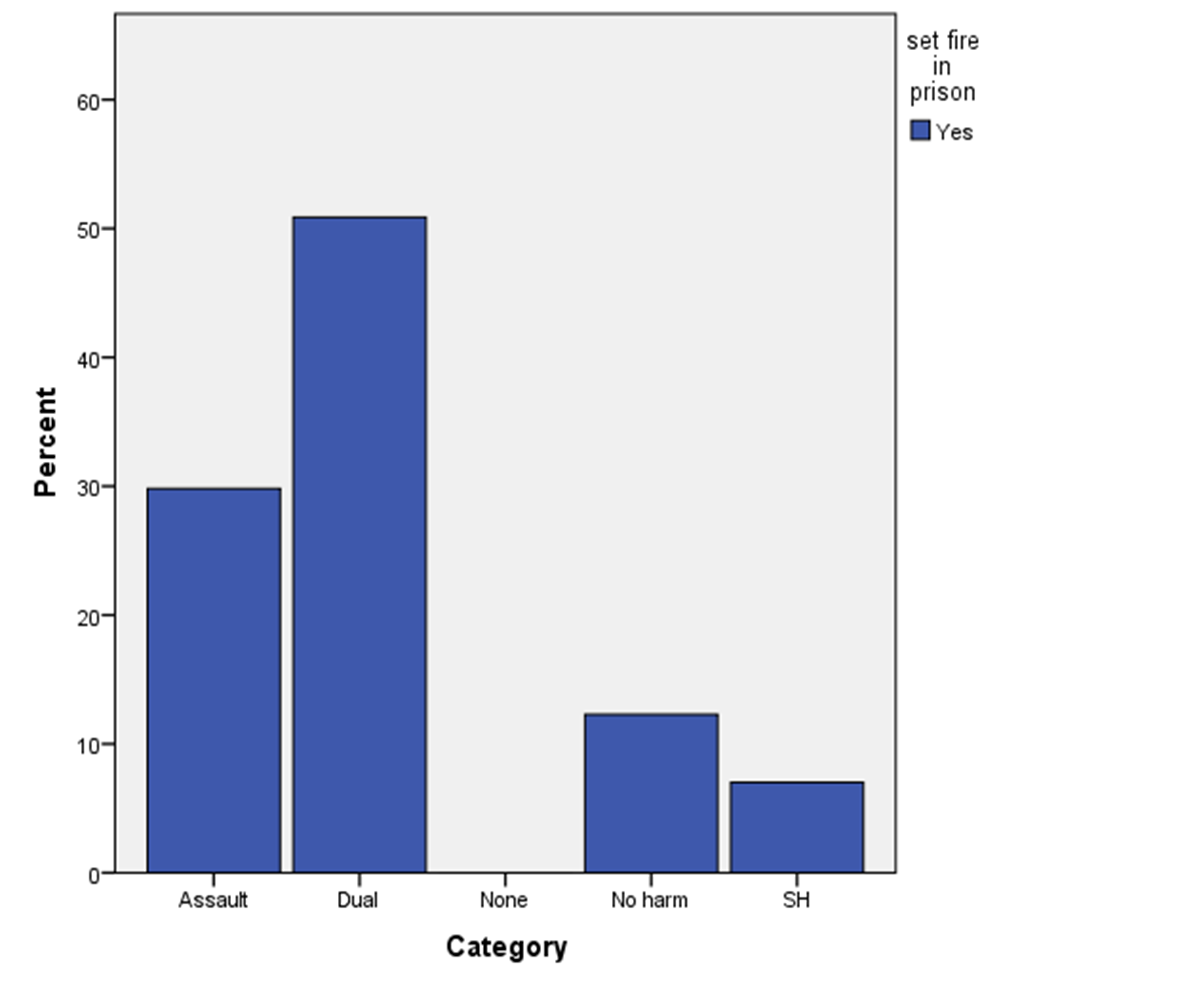 set fire
in
prison
Yes
Percent
60
50
40
30
20
10
0
Assault Dual None No harm SH
Category